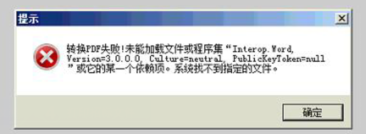 提示
转换PDF失败!未能加载文件或程序集“Interop.Word,
Version=3.0.0.0, Culture=neutral, PublicKeyToken=null
”或它的某一个依赖项。系统找不到指定的文件。
确定